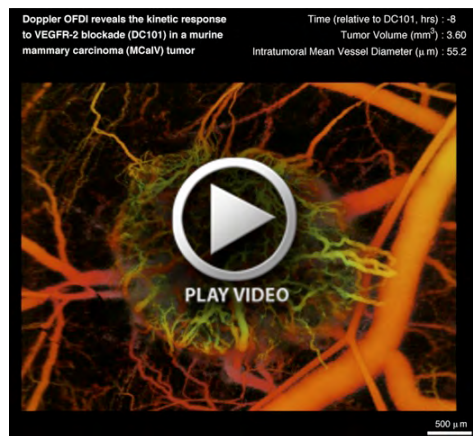 Doppler OFDI reveals the kinetic response
to VEGFR-2 blockade (DC101) in a murine
mammary carcinoma (MCaIV) tumor
Time (relative to DC101, hrs) : -8
Tumor Volume (mm³) : 3.60
Intratumoral Mean Vessel Diameter (μm) : 55.2
PLAY VIDEO
500 μm